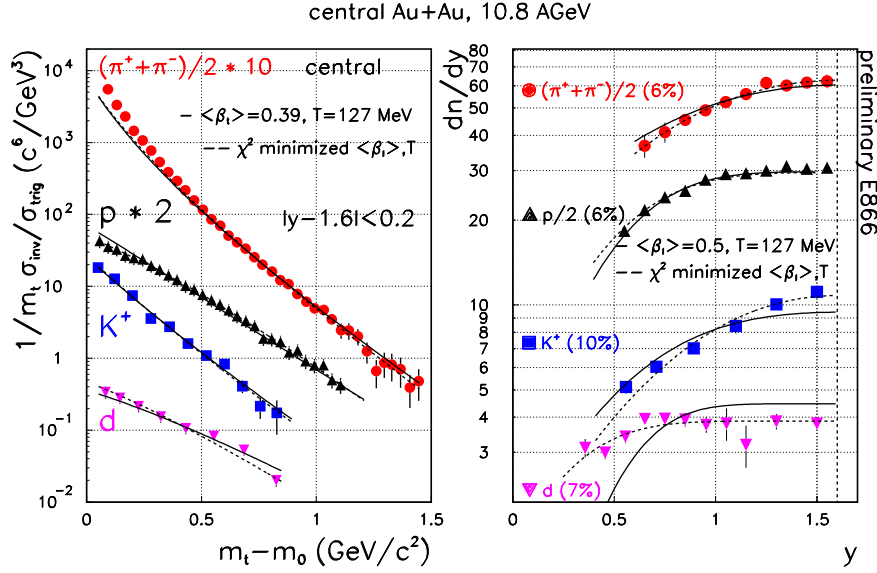 central Au+Au, 10.8 AGeV
1/mₜ σᵢₙᵥ/σₜᵣᵢg (c⁶/GeV³)
10⁴
10³
10²
10
1
10⁻¹
10⁻²
(π⁺+π⁻)/2 * 10
central
– <βₜ>=0.39, T=127 MeV
-- χ² minimized <βₗ>,T
p * 2
|y−1.6|<0.2
K⁺
d
0
0.5
1
1.5
mₜ−m₀ (GeV/c²)
dn/dy
80
70
60
50
40
30
20
10
9
8
7
6
5
4
3
(π⁺+π⁻)/2 (6%)
p/2 (6%)
– <βₗ>=0.5, T=127 MeV
-- χ² minimized <βₗ>,T
K⁺ (10%)
d (7%)
0
0.5
1
1.5
y
preliminary E866